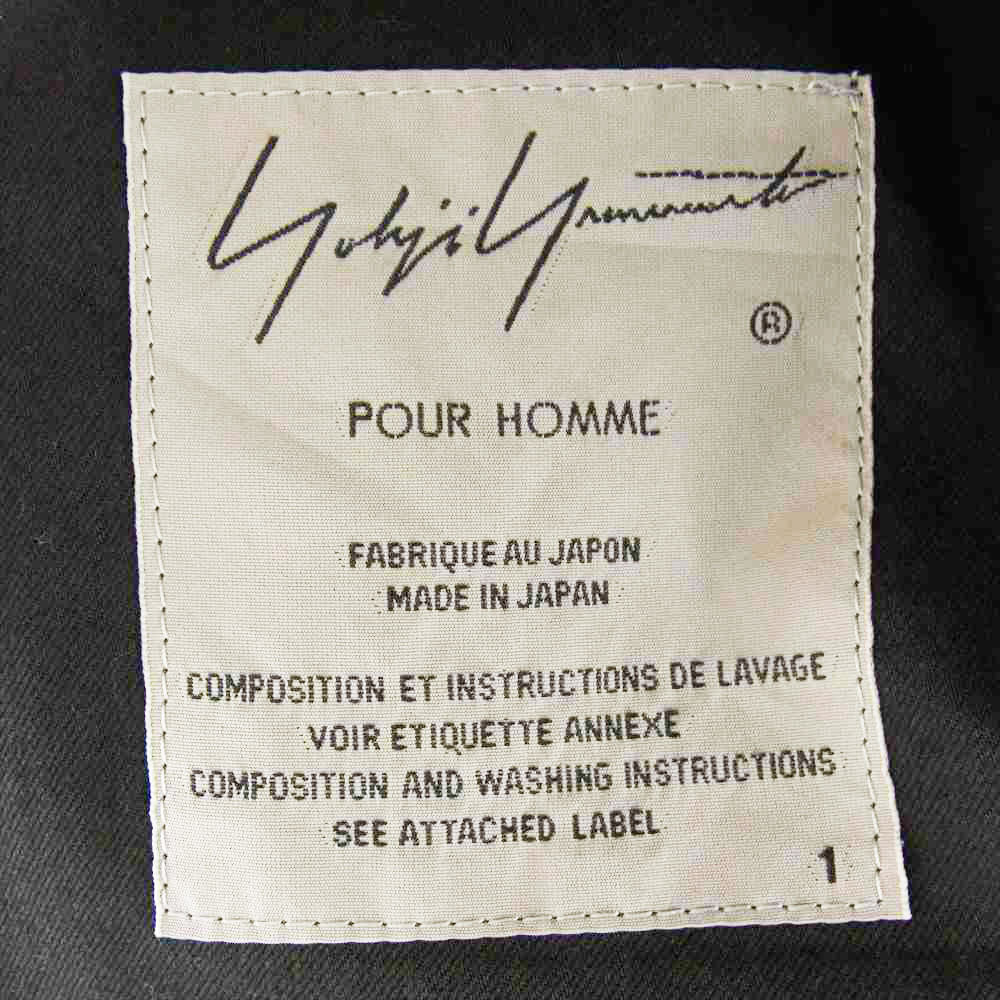 Yohji Yamamoto
®
POUR HOMME
FABRIQUE AU JAPON
MADE IN JAPAN
COMPOSITION ET INSTRUCTIONS DE LAVAGE
VOIR ETIQUETTE ANNEXE
COMPOSITION AND WASHING INSTRUCTIONS
SEE ATTACHED LABEL
1